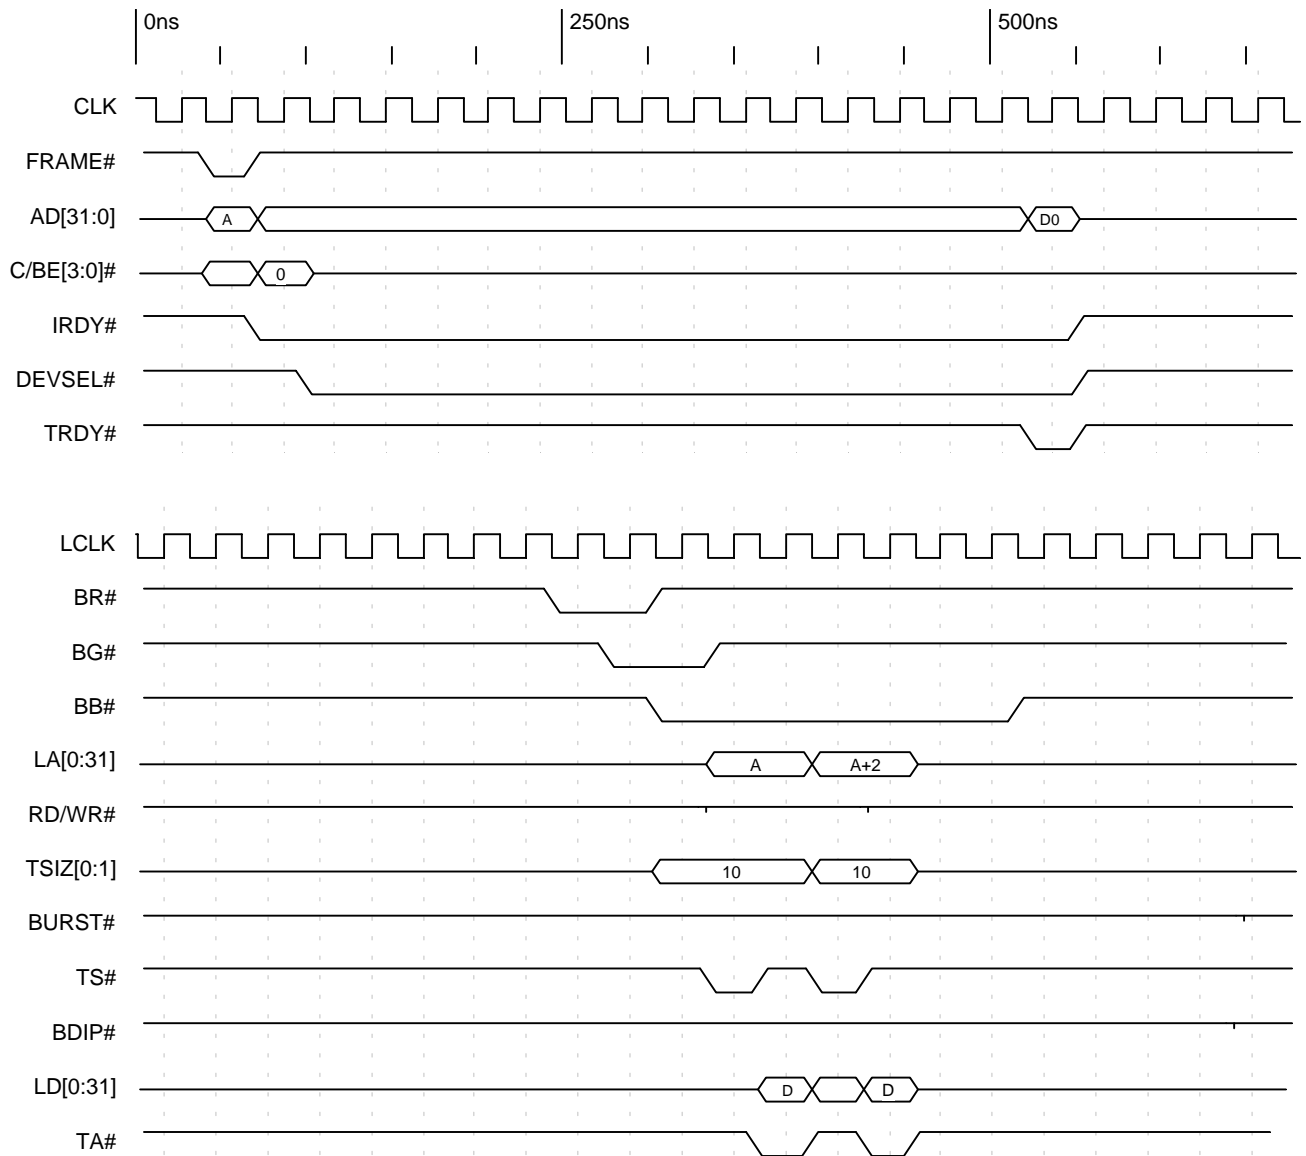 0ns 250ns 500ns
CLK
FRAME#
AD[31:0] A D0
C/BE[3:0]# 0
IRDY#
DEVSEL#
TRDY#
LCLK
BR#
BG#
BB#
LA[0:31] A A+2
RD/WR#
TSIZ[0:1] 10 10
BURST#
TS#
BDIP#
LD[0:31] D D
TA#